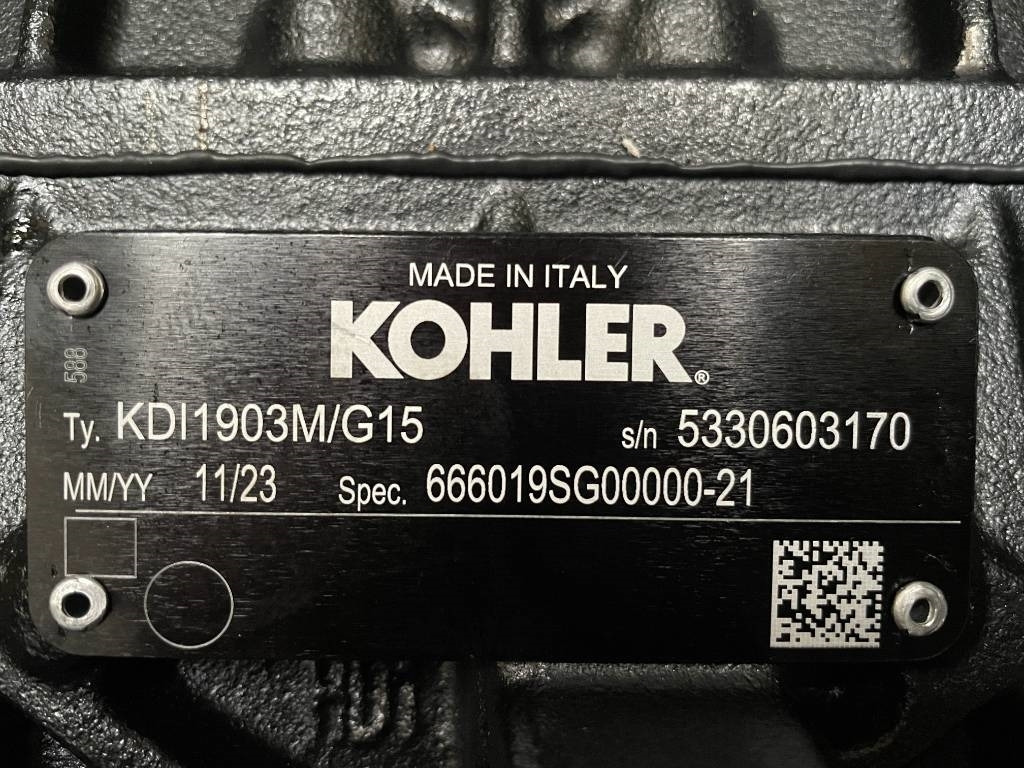 MADE IN ITALY
KOHLER®
588
Ty. KDI1903M/G15 s/n 5330603170
MM/YY 11/23 Spec. 666019SG00000-21